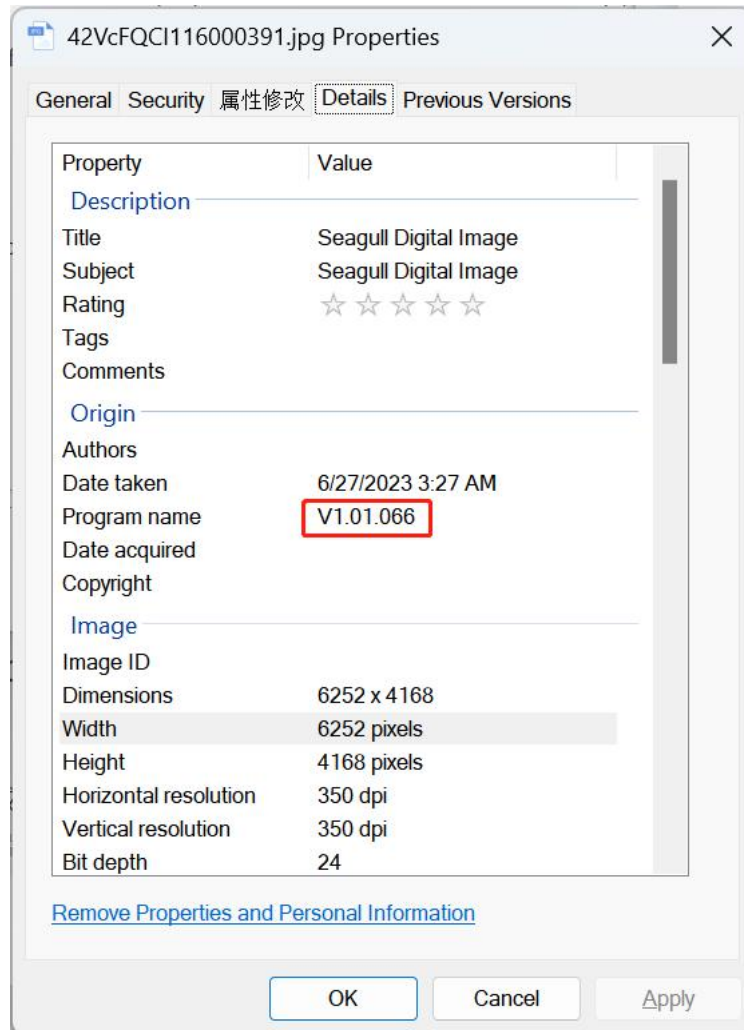 42VcFQCI116000391.jpg Properties
General Security 属性修改 Details Previous Versions
Property Value
Description
Title Seagull Digital Image
Subject Seagull Digital Image
Rating
Tags
Comments
Origin
Authors
Date taken 6/27/2023 3:27 AM
Program name V1.01.066
Date acquired
Copyright
Image
Image ID
Dimensions 6252 x 4168
Width 6252 pixels
Height 4168 pixels
Horizontal resolution 350 dpi
Vertical resolution 350 dpi
Bit depth 24
Remove Properties and Personal Information
OK Cancel Apply